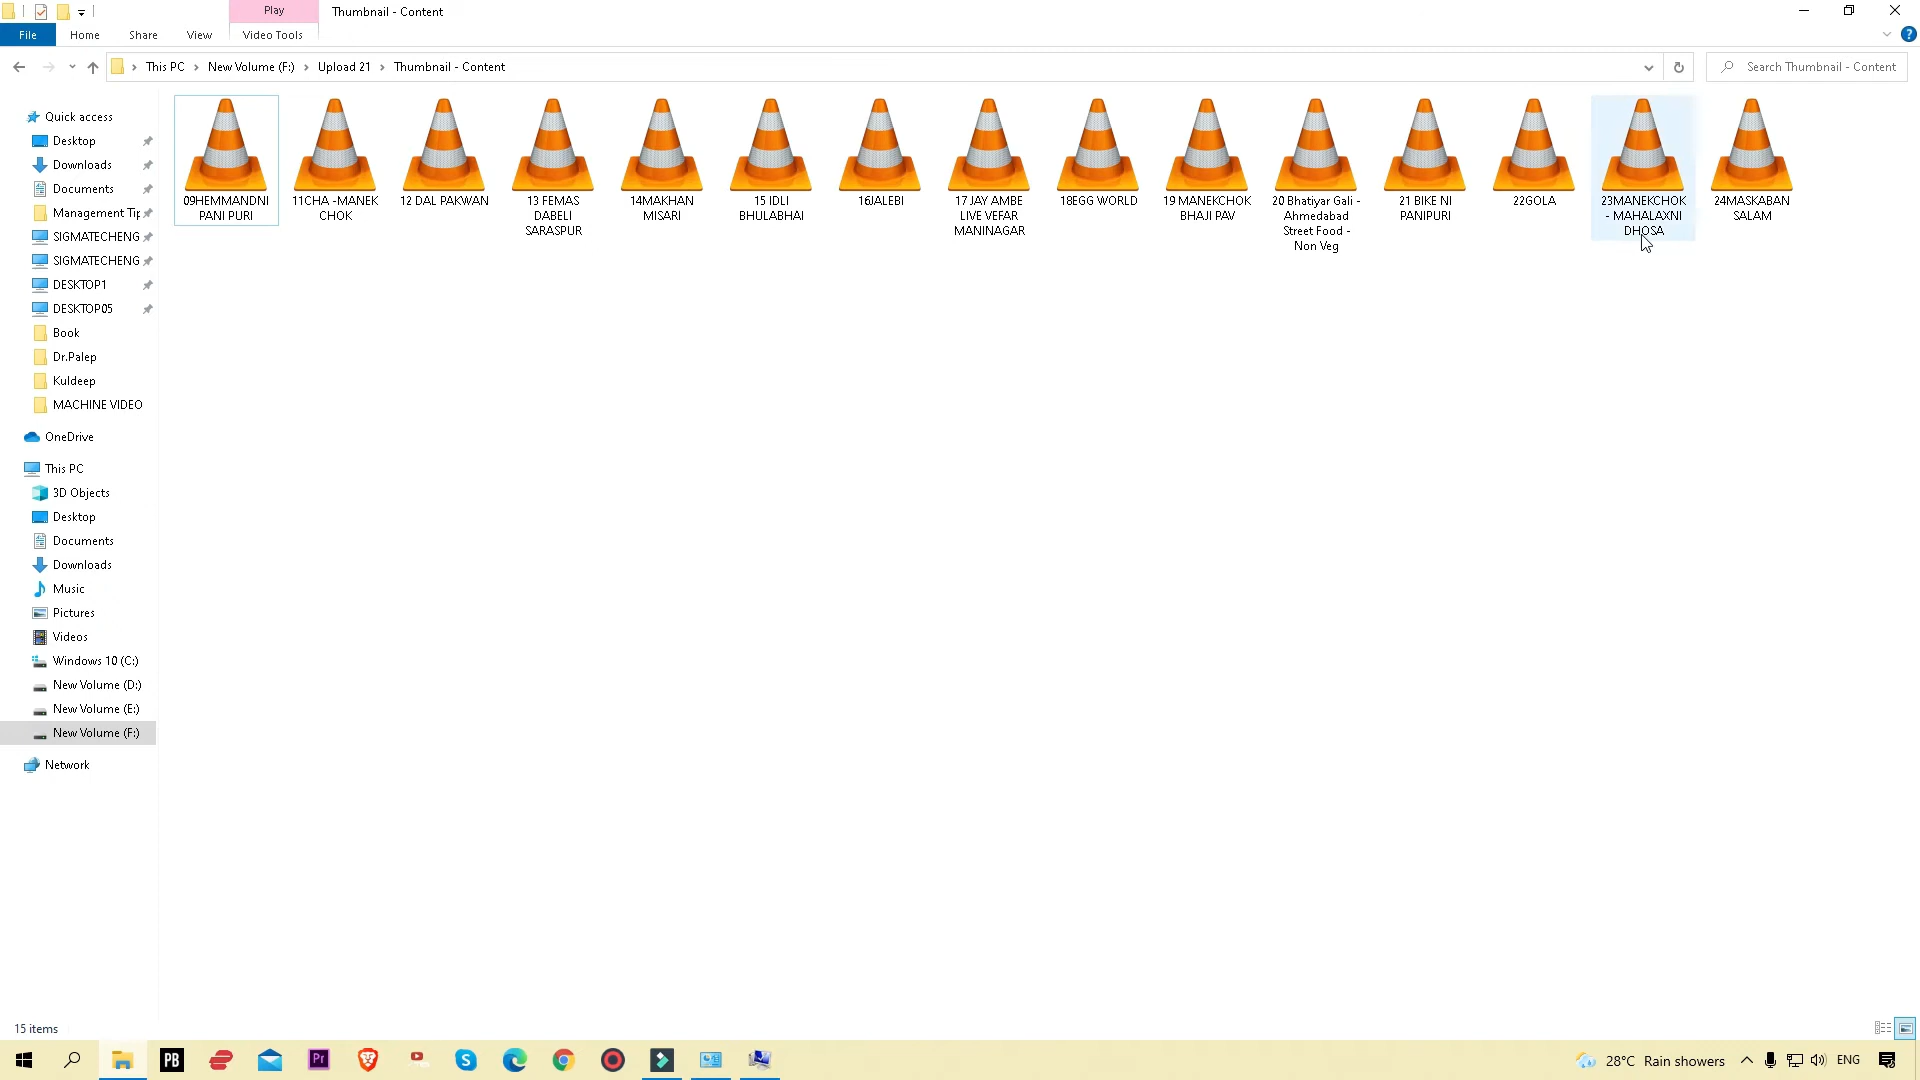 Play
Thumbnail - Content
File
Home
Share
View
Video Tools
This PC
New Volume (F:)
Upload 21
Thumbnail - Content
Search Thumbnail - Content
Quick access
Desktop
Downloads
Documents
Management Tip
SIGMATECHENG
SIGMATECHENG
DESKTOP1
DESKTOP05
Book
Dr.Palep
Kuldeep
MACHINE VIDEO
OneDrive
This PC
3D Objects
Desktop
Documents
Downloads
Music
Pictures
Videos
Windows 10 (C:)
New Volume (D:)
New Volume (E:)
New Volume (F:)
Network
09HEMMANDNI
PANI PURI
11CHA -MANEK
CHOK
12 DAL PAKWAN
13 FEMAS
DABELI
SARASPUR
14MAKHAN
MISARI
15 IDLI
BHULABHAI
16JALEBI
17 JAY AMBE
LIVE VEFAR
MANINAGAR
18EGG WORLD
19 MANEKCHOK
BHAJI PAV
20 Bhatiyar Gali -
Ahmedabad
Street Food -
Non Veg
21 BIKE NI
PANIPURI
22GOLA
23MANEKCHOK
- MAHALAXNI
DHOSA
24MASKABAN
SALAM
15 items
PB
Pr
28°C Rain showers
ENG